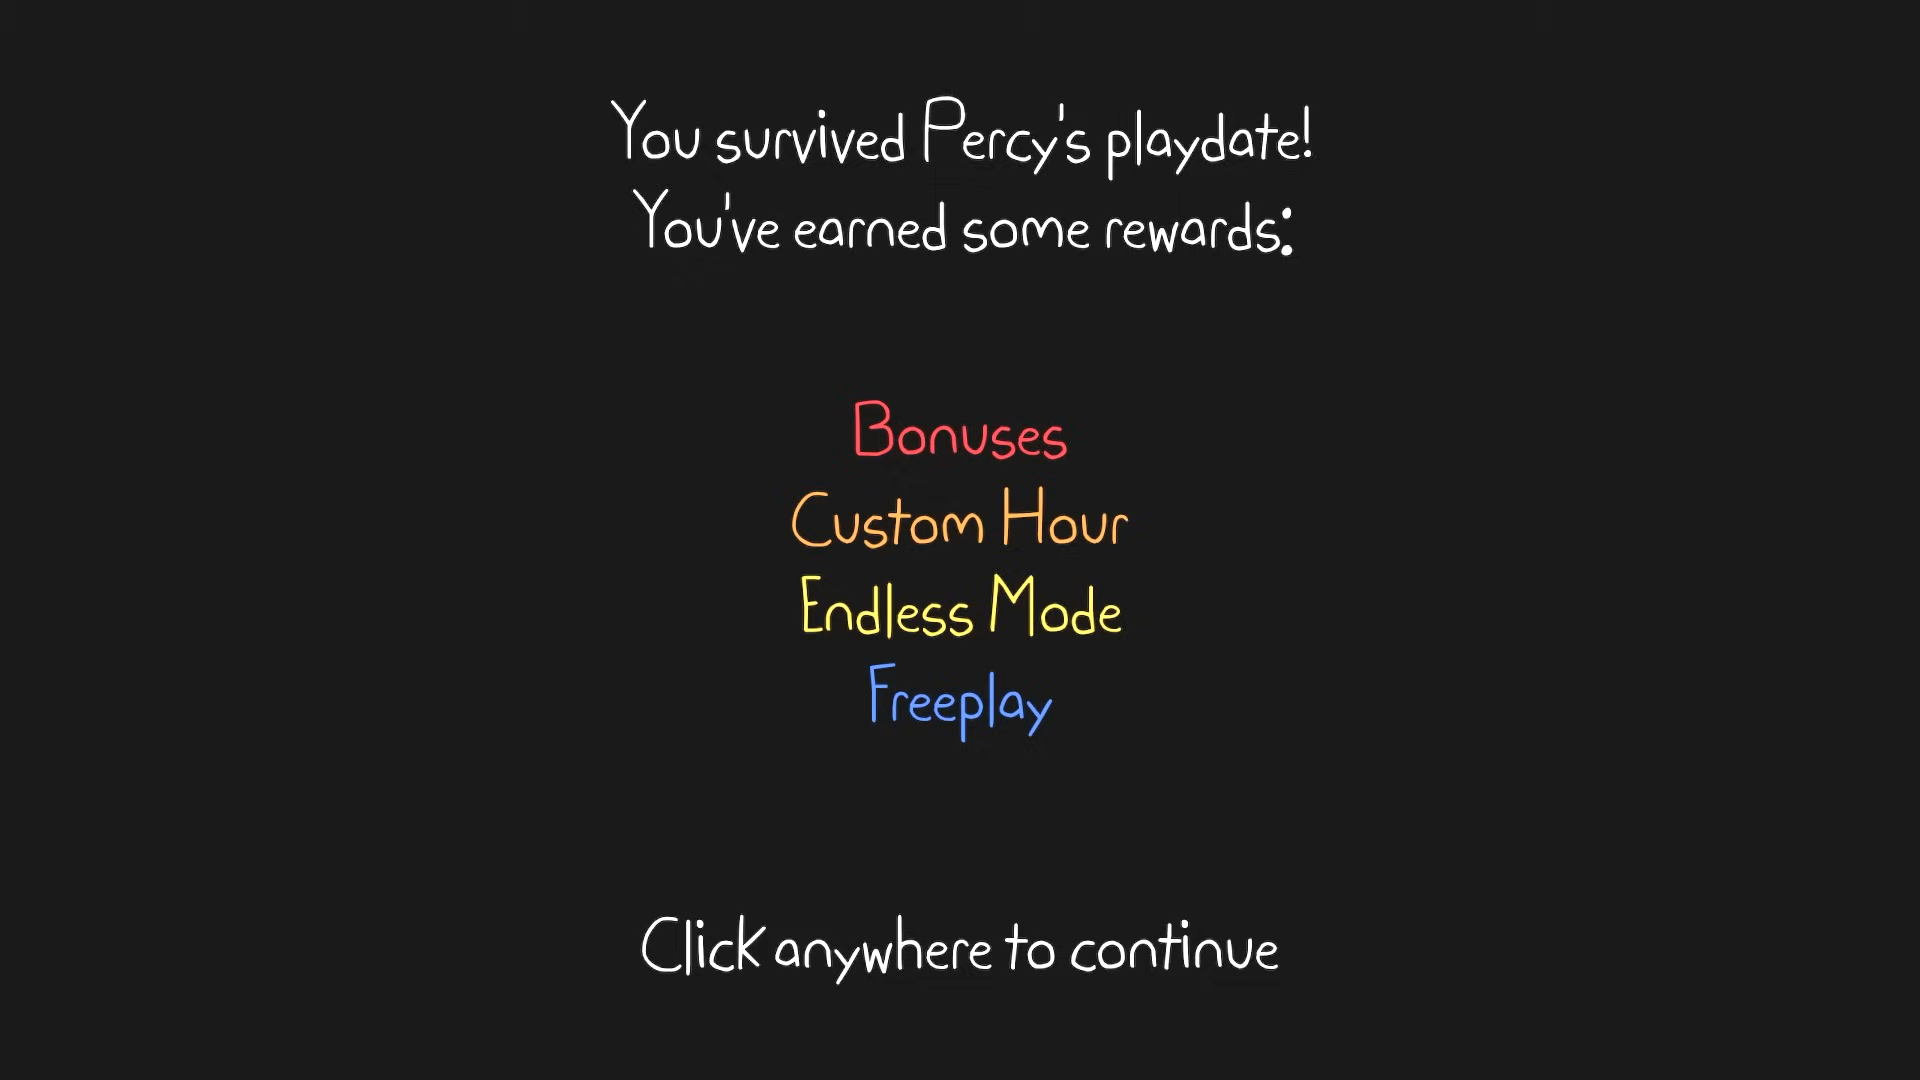 You survived Percy's playdate!
You've earned some rewards:
Bonuses
Custom Hour
Endless Mode
Freeplay
Click anywhere to continue